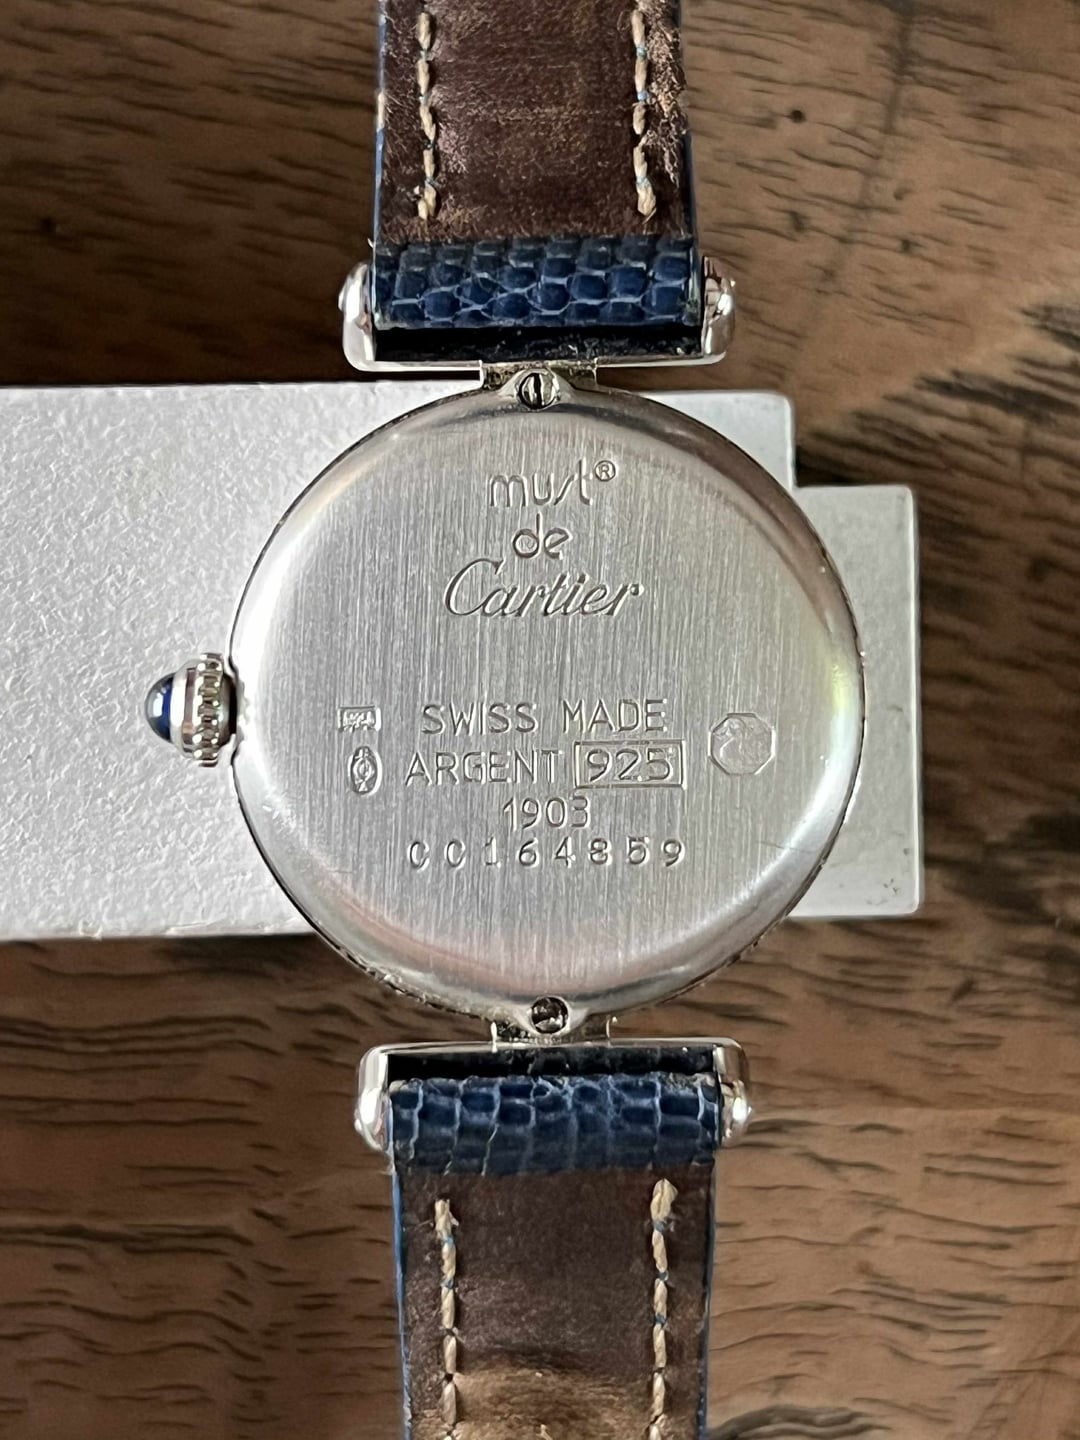 must®
de
Cartier
SWISS MADE
ARGENT 925
1903
CC164859